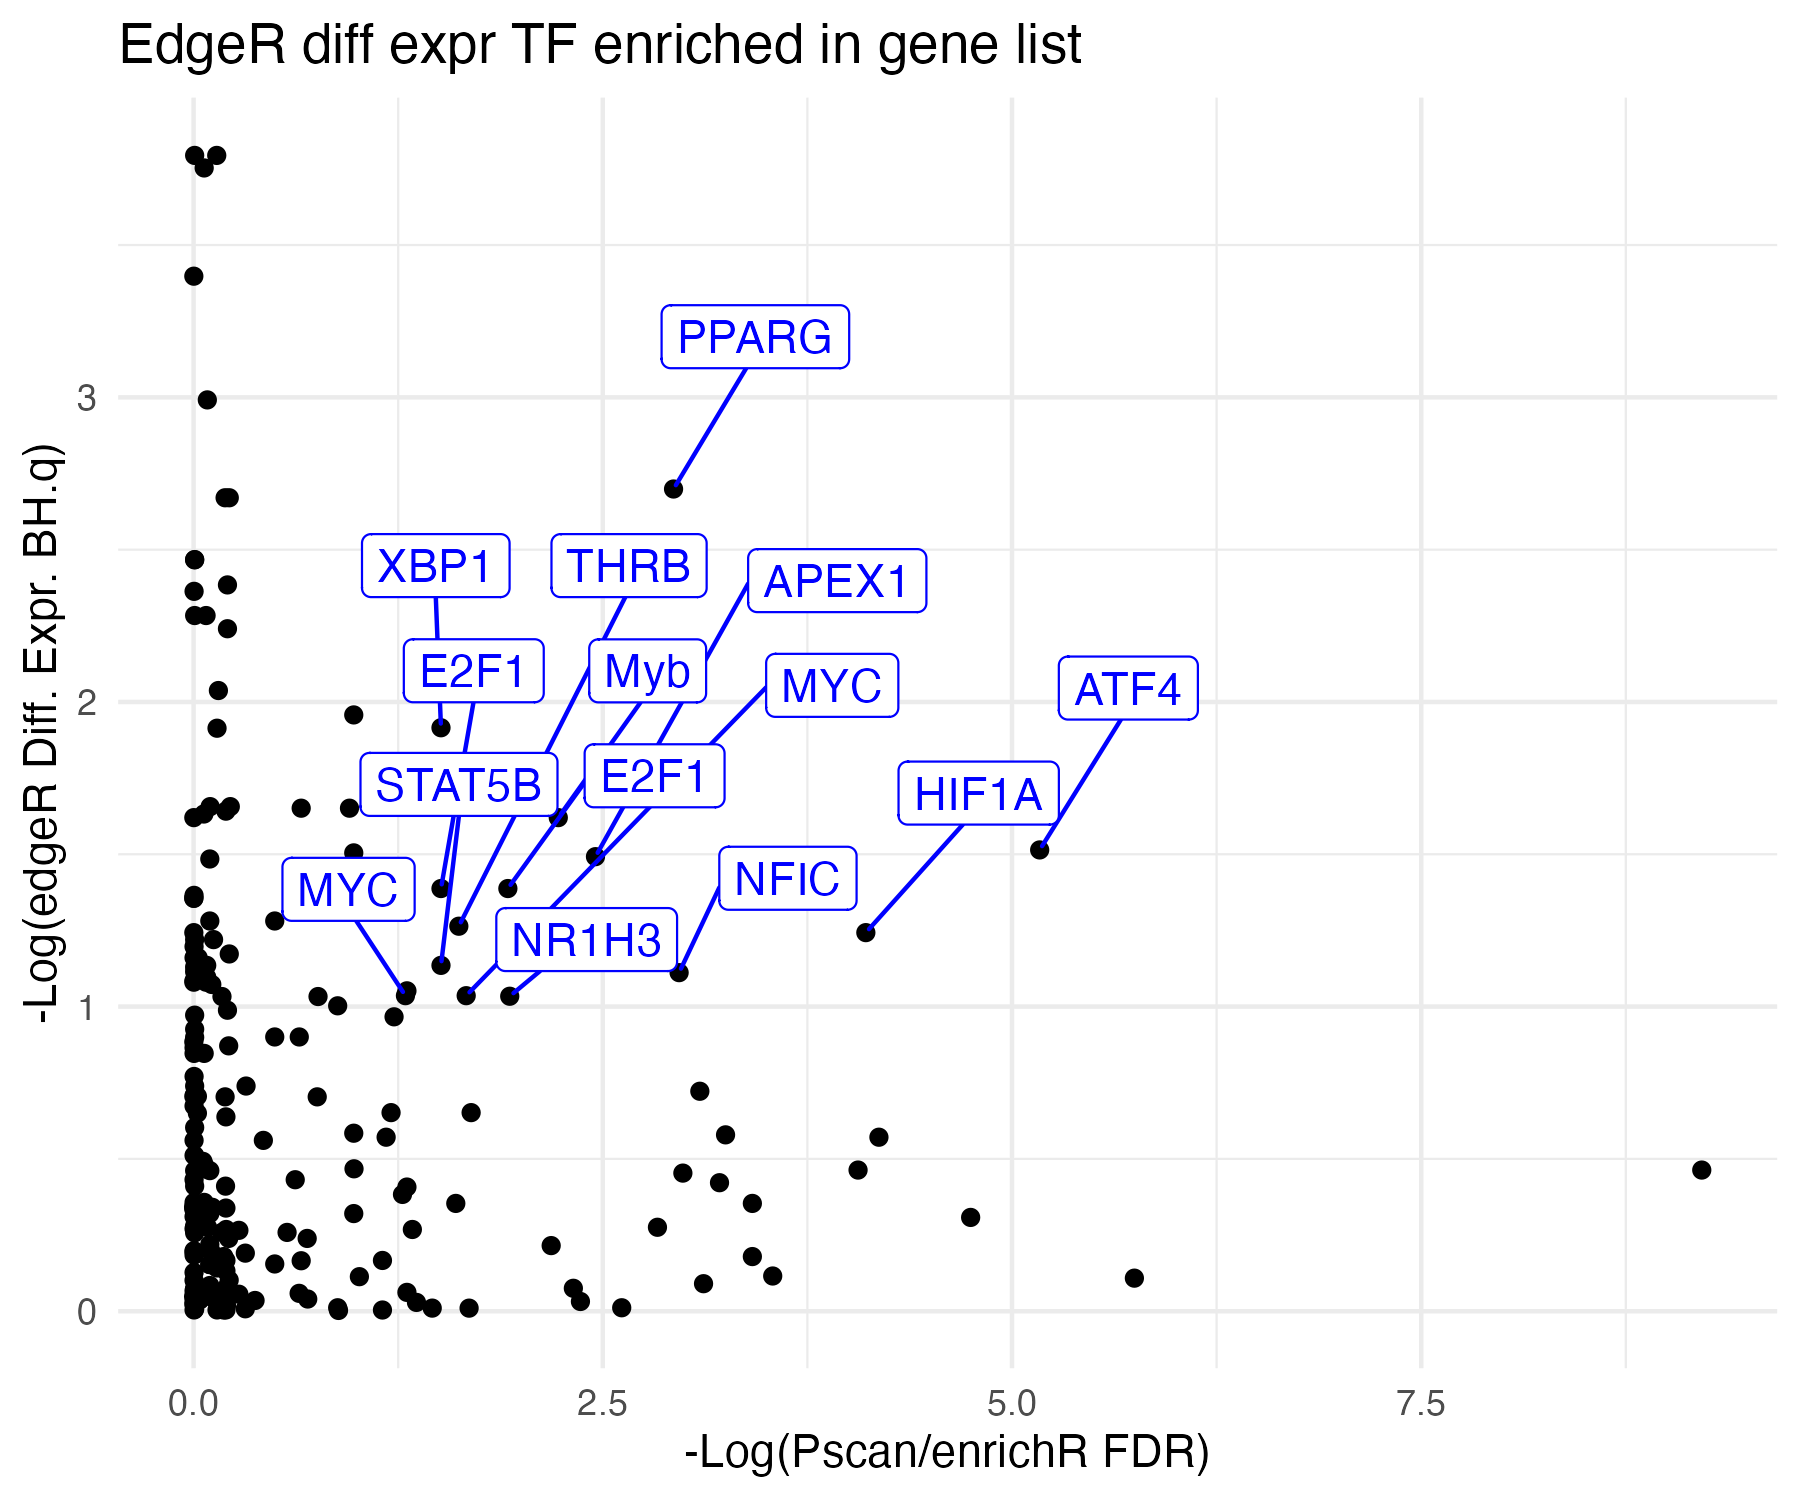 EdgeR diff expr TF enriched in gene list
-Log(edgeR Diff. Expr. BH.q)
3
2
1
0
PPARG
XBP1
THRB
APEX1
E2F1
Myb
MYC
ATF4
STAT5B
E2F1
HIF1A
MYC
NFIC
NR1H3
0.0
2.5
5.0
7.5
-Log(Pscan/enrichR FDR)